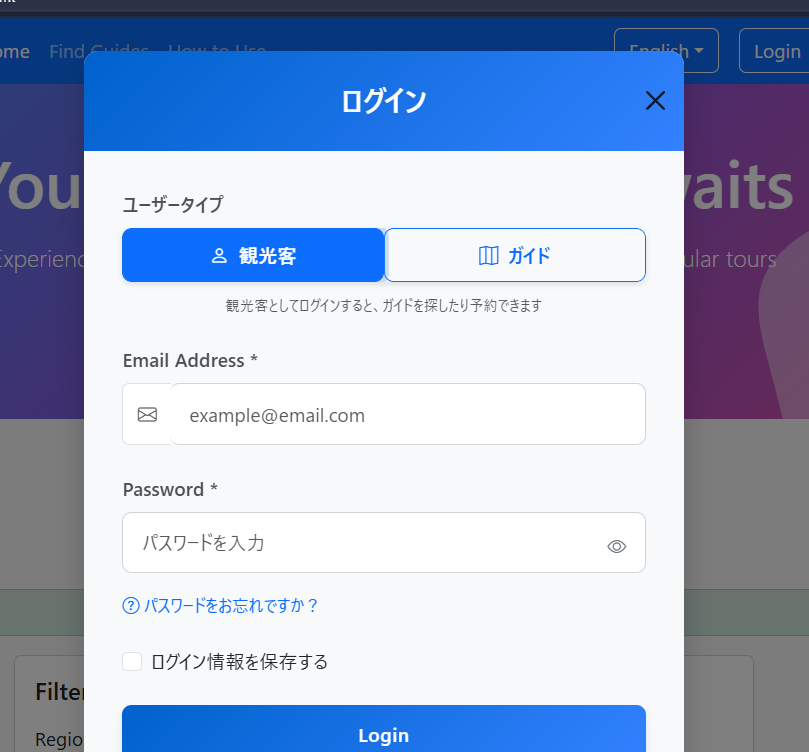 Find Guides How to Use
English
Login
ログイン
ユーザータイプ
観光客
ガイド
観光客としてログインすると、ガイドを探したり予約できます
Email Address *
example@email.com
Password *
パスワードを入力
パスワードをお忘れですか？
ログイン情報を保存する
Login
You
waits
ular tours
Filter
Regio